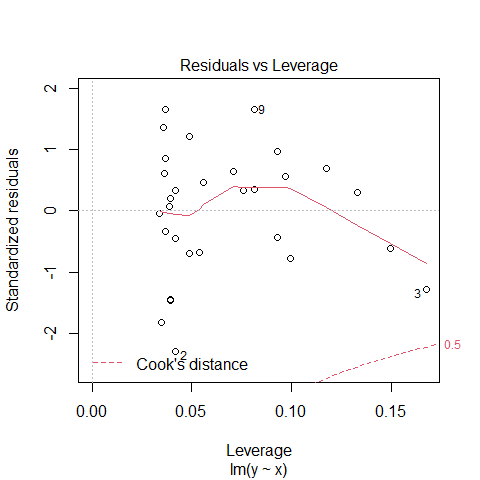 Residuals vs Leverage
Standardized residuals
2
1
0
-1
-2
9
3
2
0.5
Cook's distance
0.00
0.05
0.10
0.15
Leverage
lm(y ~ x)